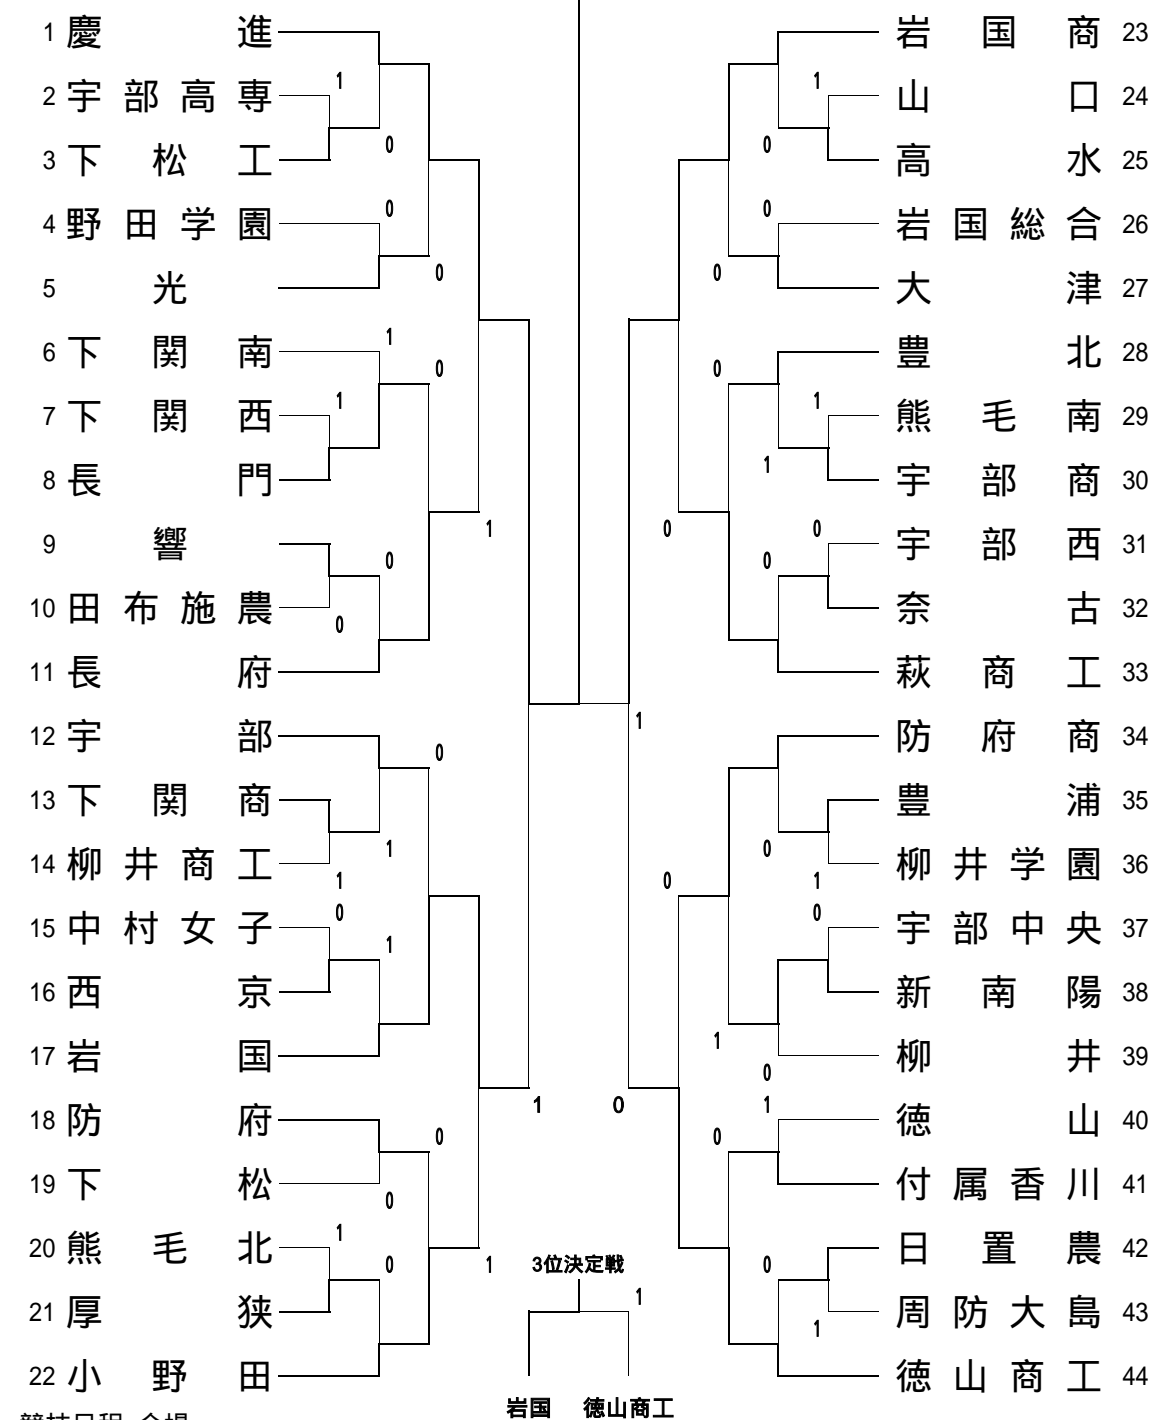 1 慶進
2 宇部高専
3 下松工
4 野田学園
5 光
6 下関南
7 下関西
8 長門
9 響
10 田布施農
11 長府
12 宇部
13 下関商
14 柳井商工
15 中村女子
16 西京
17 岩国
18 防府
19 下松
20 熊毛北
21 厚狭
22 小野田
1
0
0
0
1
0
1
1
0
0
0
1
1
0
1
0
0
1
0
1
1
1
0
3位決定戦
1
岩国 徳山商工
岩国商 23
山口 24
高水 25
岩国総合 26
大津 27
豊北 28
熊毛南 29
宇部商 30
宇部西 31
奈古 32
萩商工 33
防府商 34
豊浦 35
柳井学園 36
宇部中央 37
新南陽 38
柳井 39
徳山 40
付属香川 41
日置農 42
周防大島 43
徳山商工 44
1
0
0
0
0
1
1
0
0
0
1
0
0
1
0
1
0
1
0
0
1